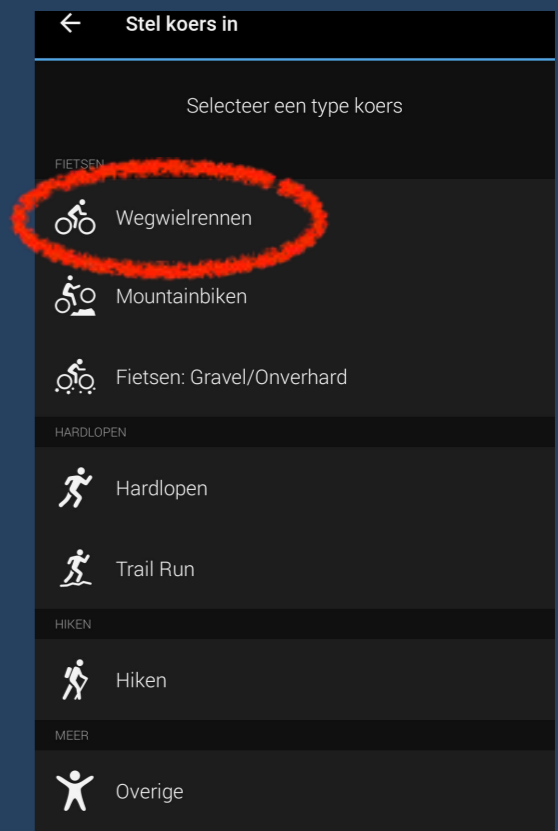 Stel koers in
Selecteer een type koers
FIETSEN
Wegwielrennen
Mountainbiken
Fietsen: Gravel/Onverhard
HARDLOPEN
Hardlopen
Trail Run
HIKEN
Hiken
MEER
Overige